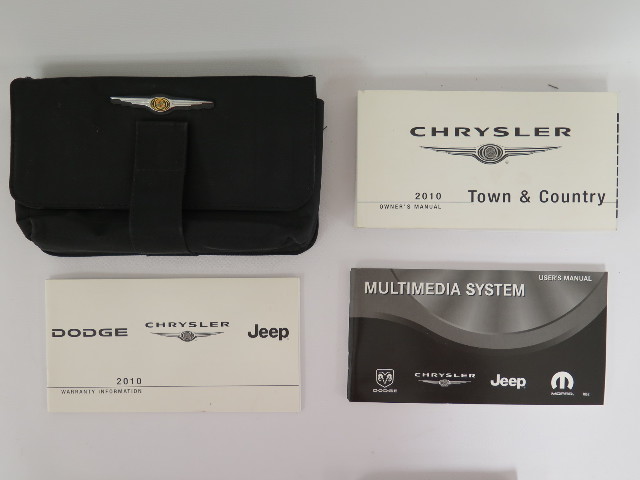 CHRYSLER
2010 Town & Country
OWNER'S MANUAL
DODGE CHRYSLER Jeep
2010
WARRANTY INFORMATION
USER'S MANUAL
MULTIMEDIA SYSTEM
DODGE CHRYSLER Jeep MOPAR